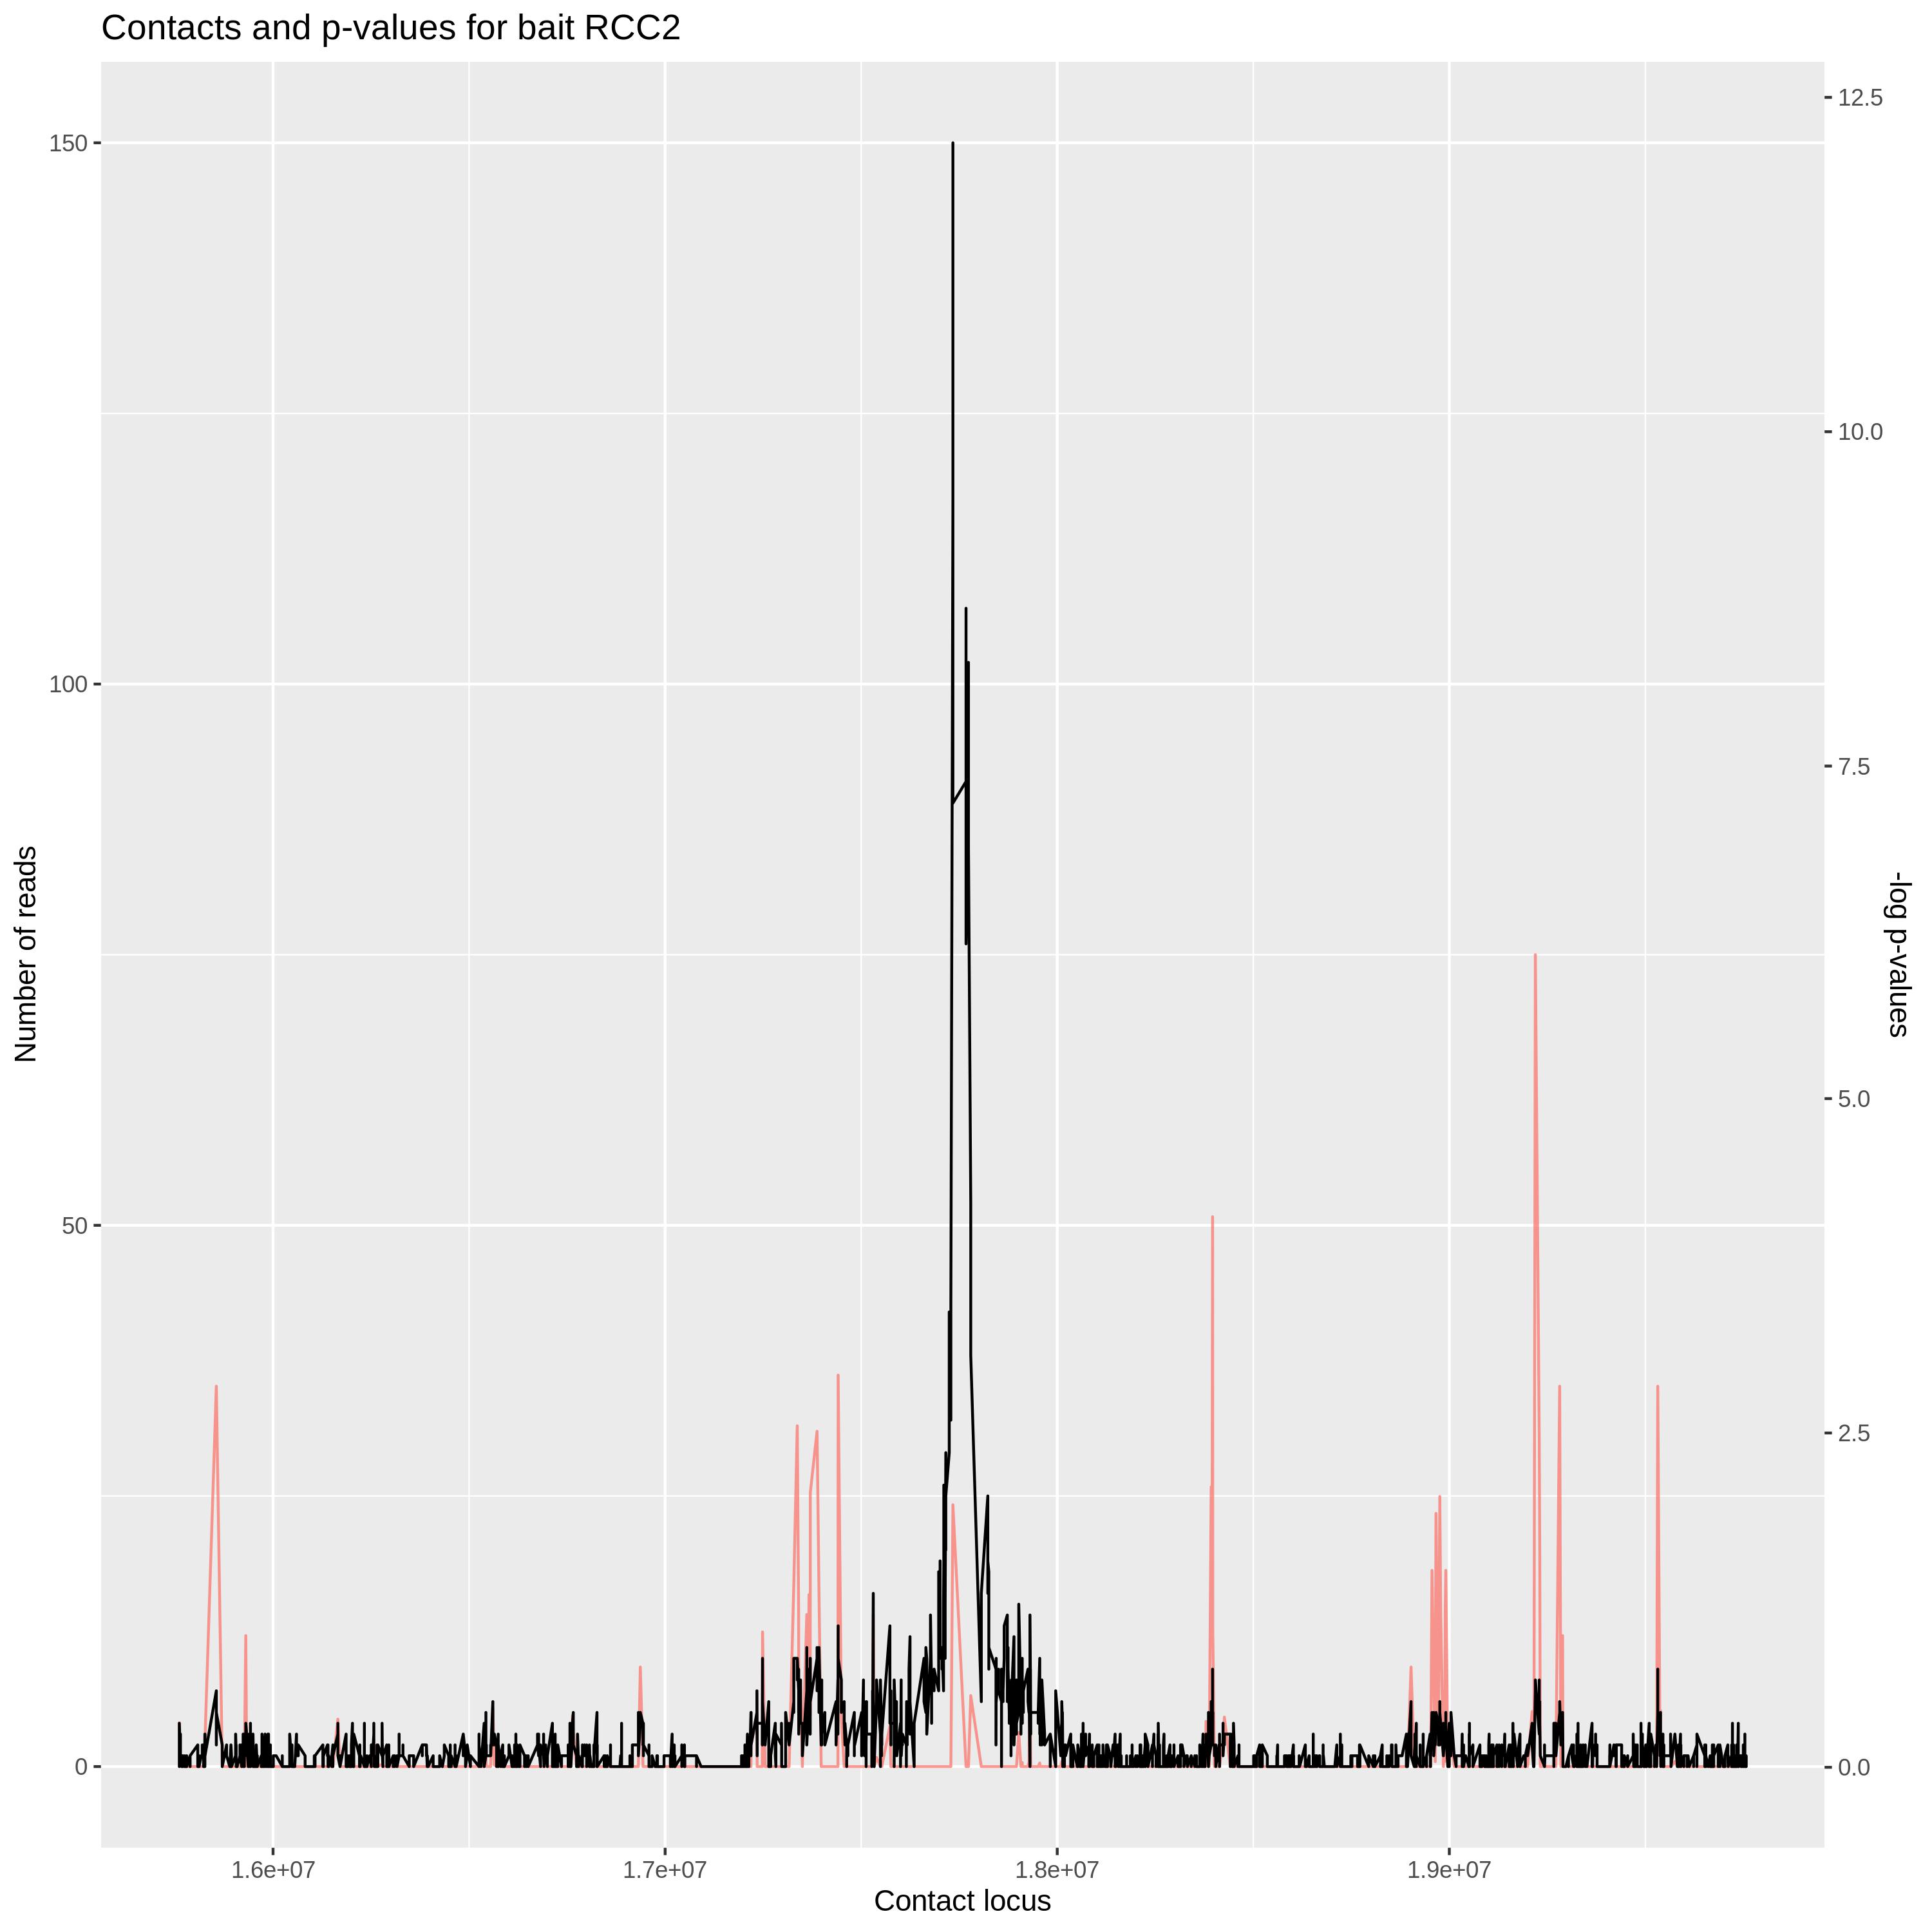 Contacts and p-values for bait RCC2
150
100
50
0
12.5
10.0
7.5
5.0
2.5
0.0
Number of reads
-log p-values
1.6e+07
1.7e+07
1.8e+07
1.9e+07
Contact locus